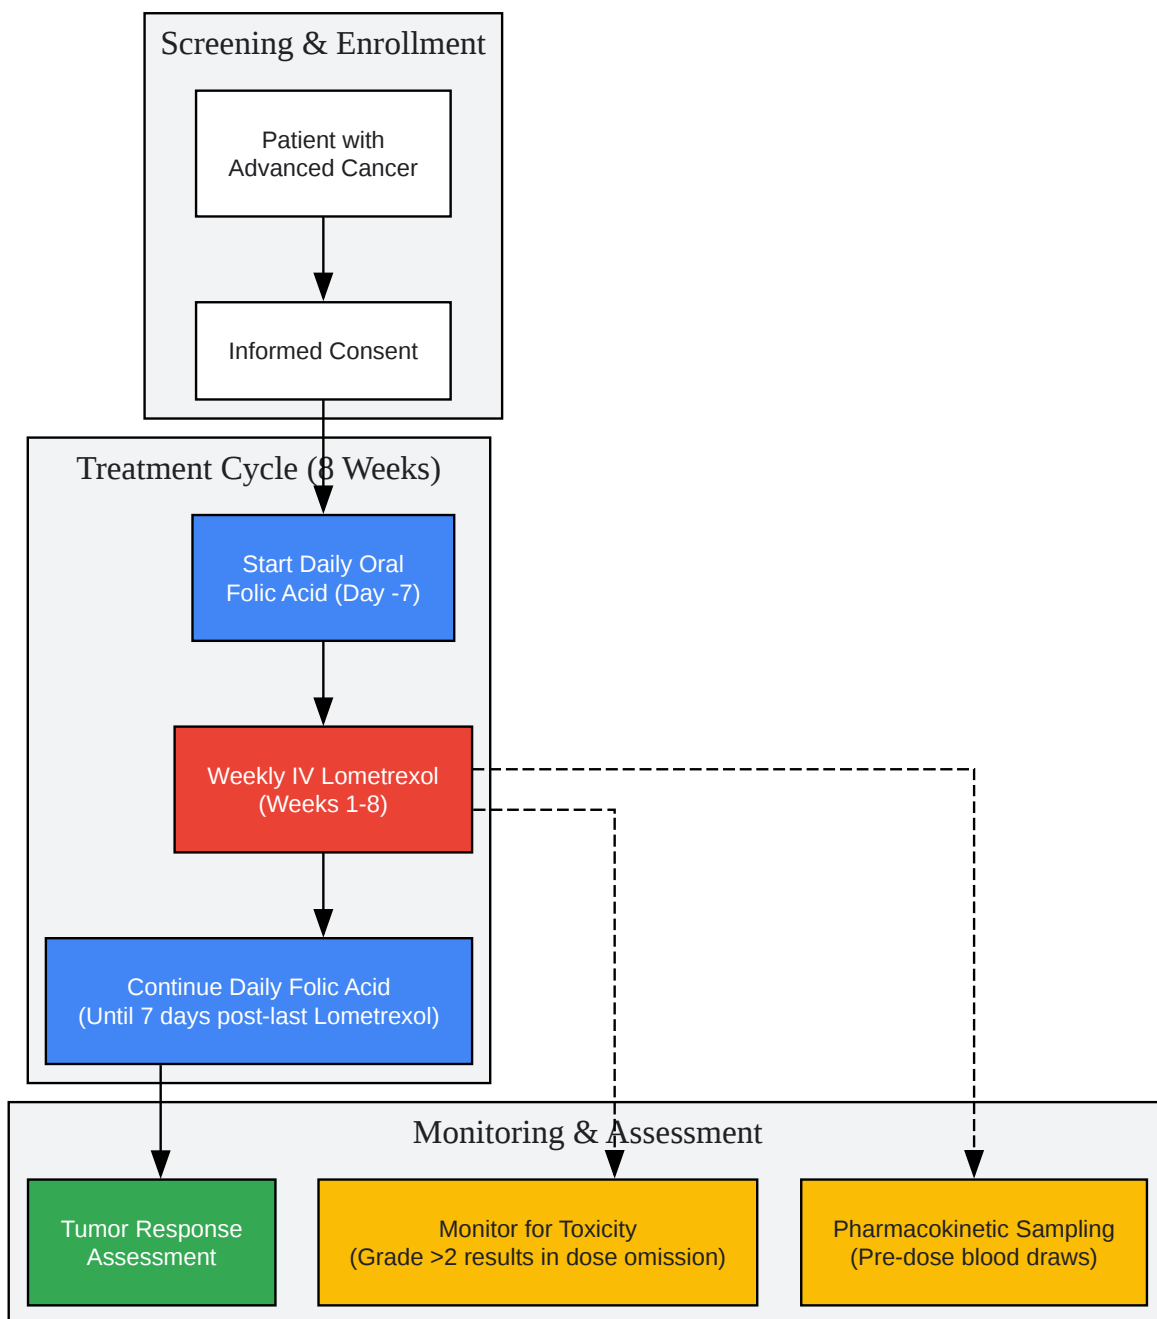 Screening & Enrollment
Patient with
Advanced Cancer
Informed Consent
Treatment Cycle (8 Weeks)
Start Daily Oral
Folic Acid (Day -7)
Weekly IV Lometrexol
(Weeks 1-8)
Continue Daily Folic Acid
(Until 7 days post-last Lometrexol)
Monitoring & Assessment
Tumor Response
Assessment
Monitor for Toxicity
(Grade >2 results in dose omission)
Pharmacokinetic Sampling
(Pre-dose blood draws)